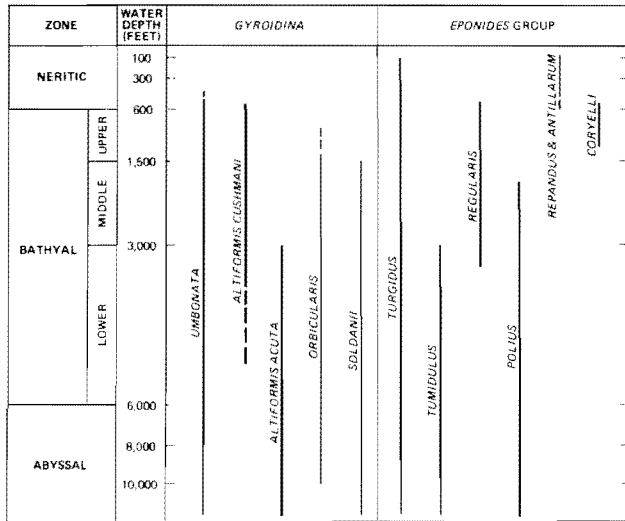 ZONE
WATER
DEPTH
(FEET)
GYROIDINA
EPONIDES GROUP
NERITIC
BATHYAL
UPPER
MIDDLE
LOWER
ABYSSAL
100
300
600
1,500
3,000
6,000
8,000
10,000
UMBONATA
ALTIFORMIS CUSHMANI
ALTIFORMIS ACUTA
ORBICULARIS
SOLDANII
TURGIDUS
TUMIDULUS
REGULARIS
POLIUS
REPANDUS & ANTILLARUM
CORYELLI